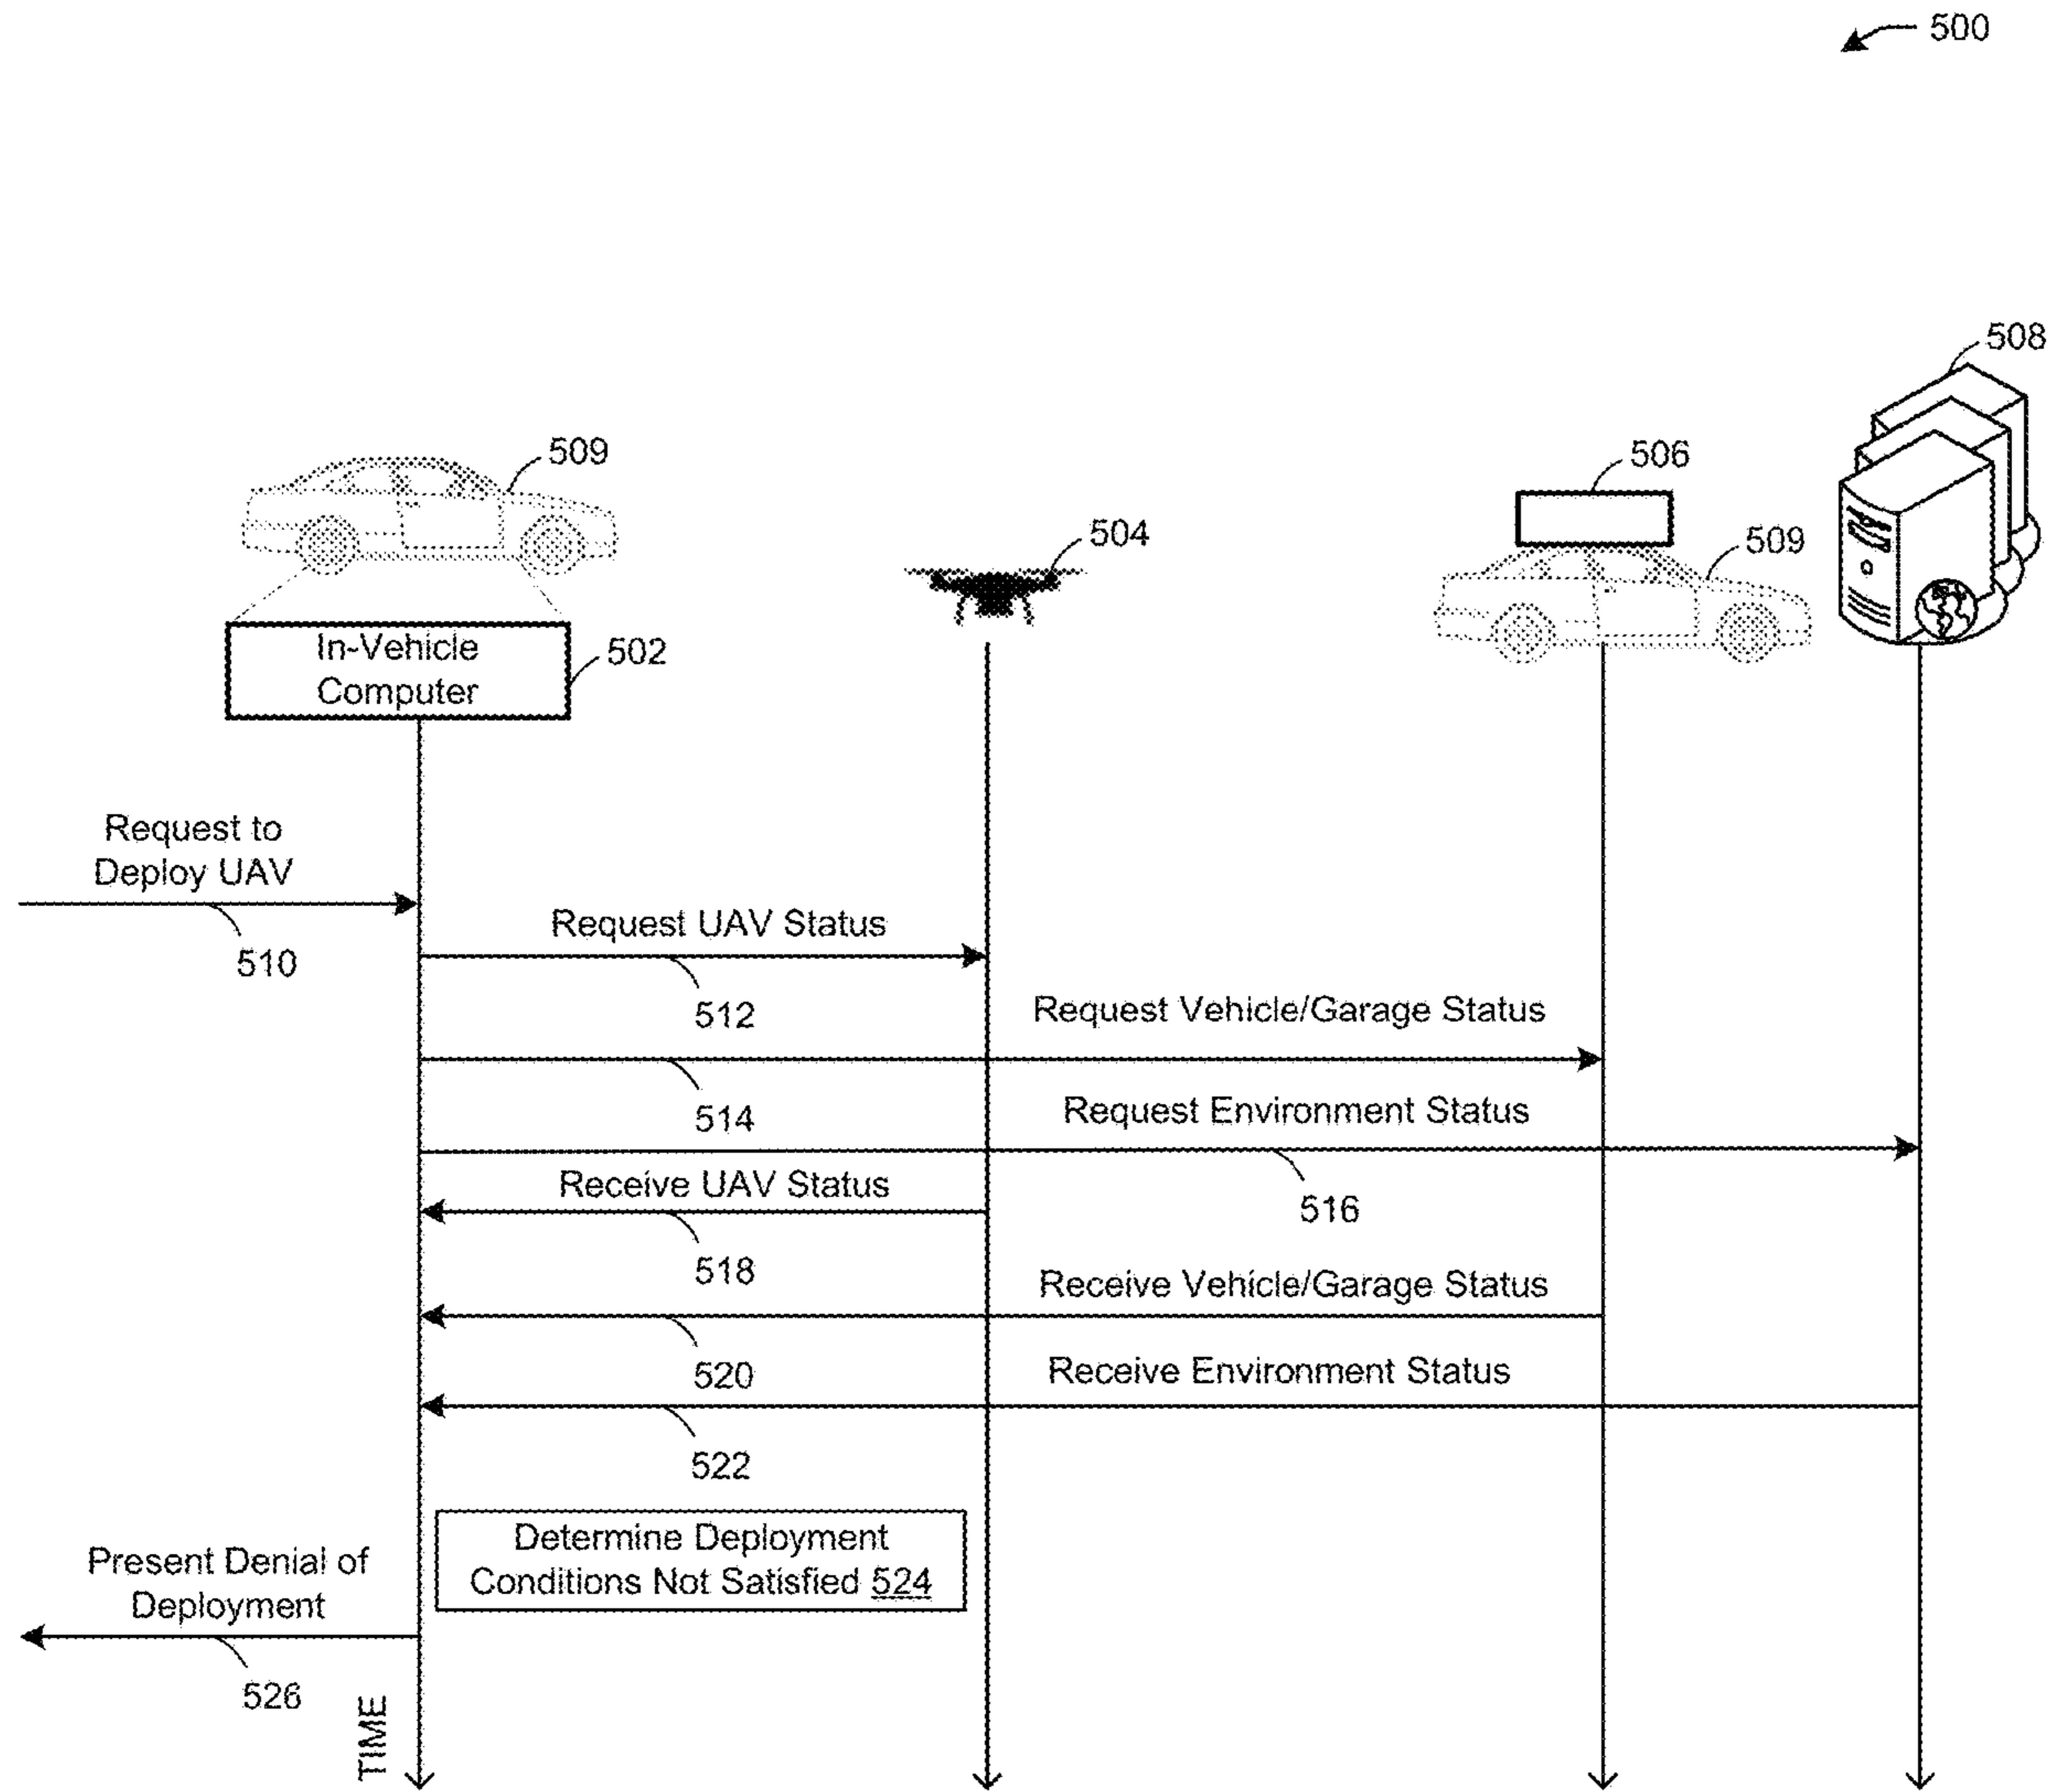 500
508
509
506
504
509
In-Vehicle
Computer
502
Request to
Deploy UAV
510
Request UAV Status
512
Request Vehicle/Garage Status
514
Request Environment Status
516
Receive UAV Status
518
Receive Vehicle/Garage Status
520
Receive Environment Status
522
Determine Deployment
Conditions Not Satisfied 524
Present Denial of
Deployment
526
TIME